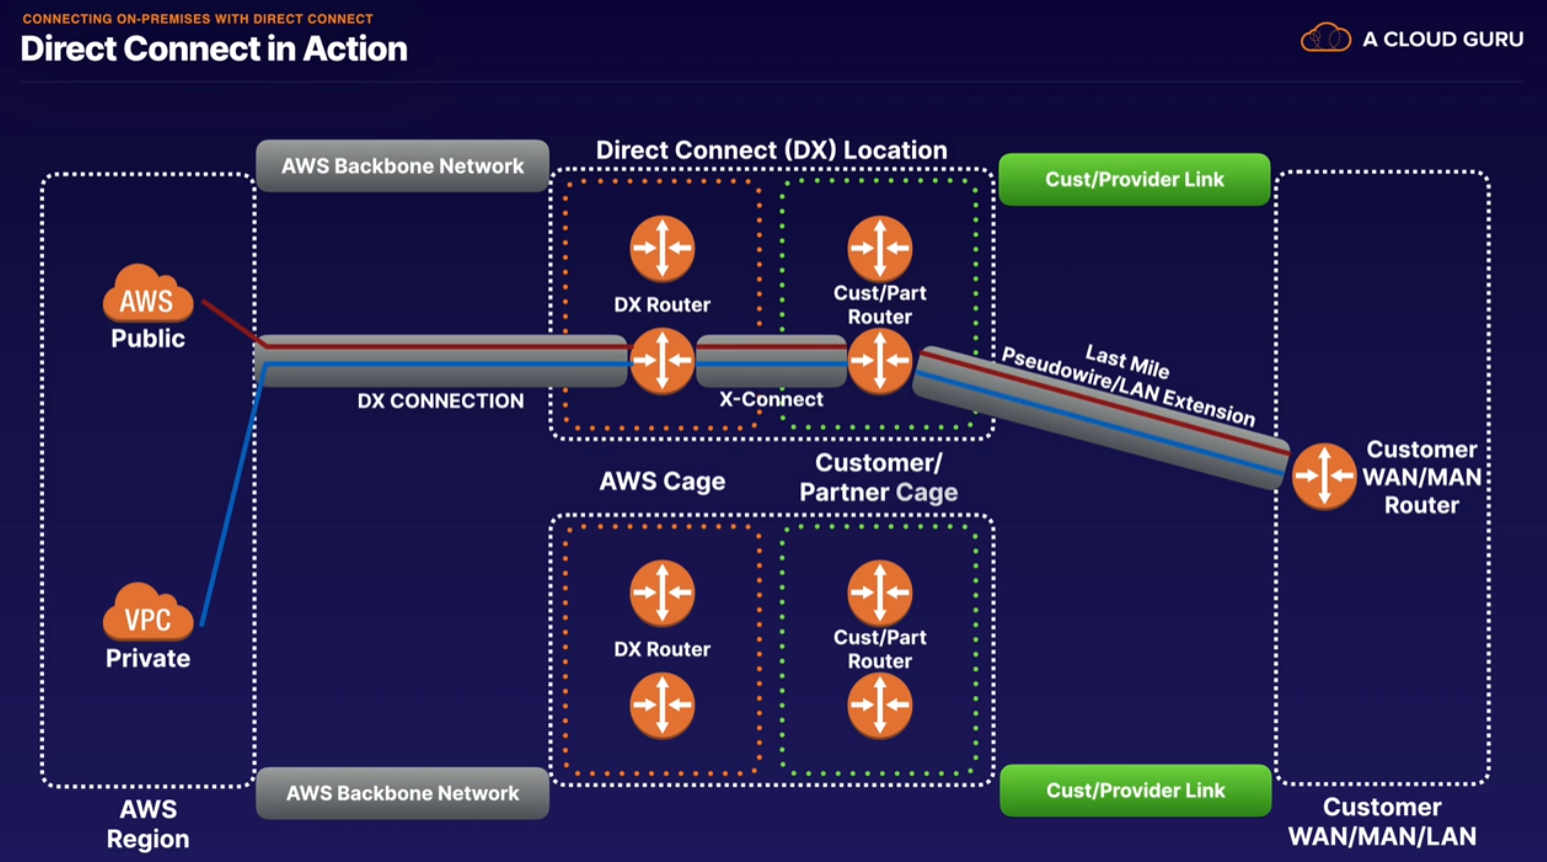 CONNECTING ON-PREMISES WITH DIRECT CONNECT
Direct Connect in Action
A CLOUD GURU
AWS Backbone Network
Direct Connect (DX) Location
Cust/Provider Link
AWS
Public
DX Router
Cust/Part
Router
DX CONNECTION
X-Connect
Last Mile
Pseudowire/LAN Extension
Customer
WAN/MAN
Router
AWS Cage
Customer/
Partner Cage
VPC
Private
DX Router
Cust/Part
Router
AWS Backbone Network
Cust/Provider Link
AWS
Region
Customer
WAN/MAN/LAN